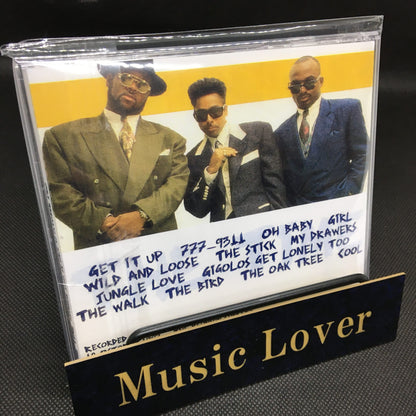 GET IT UP 777-9311 OH BABY GIRL
WILD AND LOOSE THE STICK MY DRAWERS
JUNGLE LOVE GIGOLOS GET LONELY TOO
THE WALK THE BIRD THE OAK TREE COOL
RECORDED
Music Lover